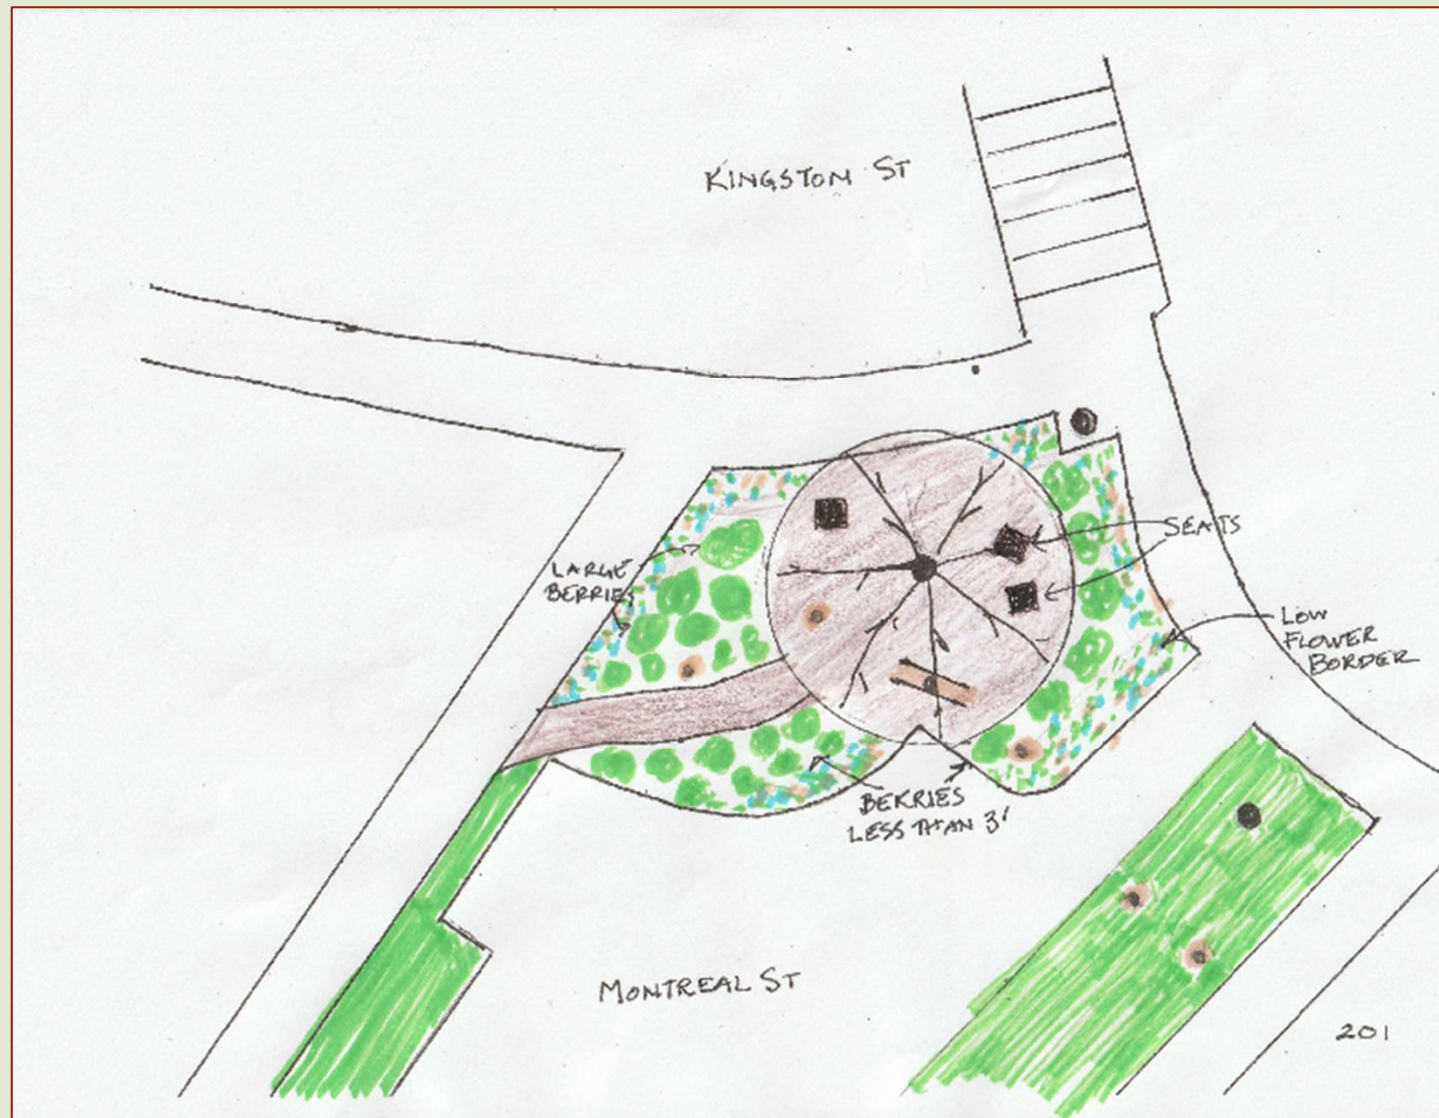 KINGSTON ST
SEATS
LARGE
BERRIES
LOW
FLOWER
BORDER
BERRIES
LESS THAN 3'
MONTREAL ST
201